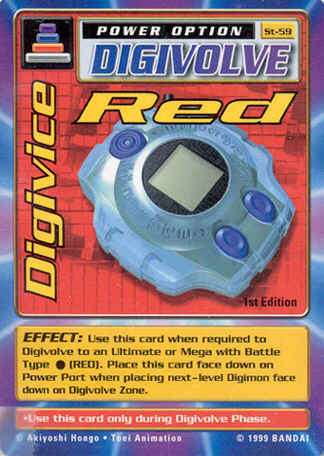 POWER OPTION
St-59
DIGIVOLVE
Digivice
Red
1st Edition
EFFECT: Use this card when required to
Digivolve to an Ultimate or Mega with Battle
Type ● (RED). Place this card face down on
Power Port when placing next-level Digimon face
down on Digivolve Zone.
•Use this card only during Digivolve Phase.
© Akiyoshi Hongo • Toei Animation
© 1999 BANDAI